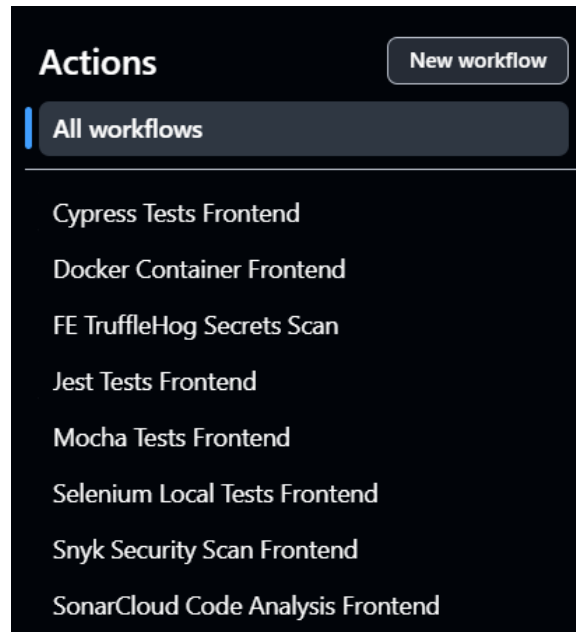 Actions
New workflow
All workflows
Cypress Tests Frontend
Docker Container Frontend
FE TruffleHog Secrets Scan
Jest Tests Frontend
Mocha Tests Frontend
Selenium Local Tests Frontend
Snyk Security Scan Frontend
SonarCloud Code Analysis Frontend